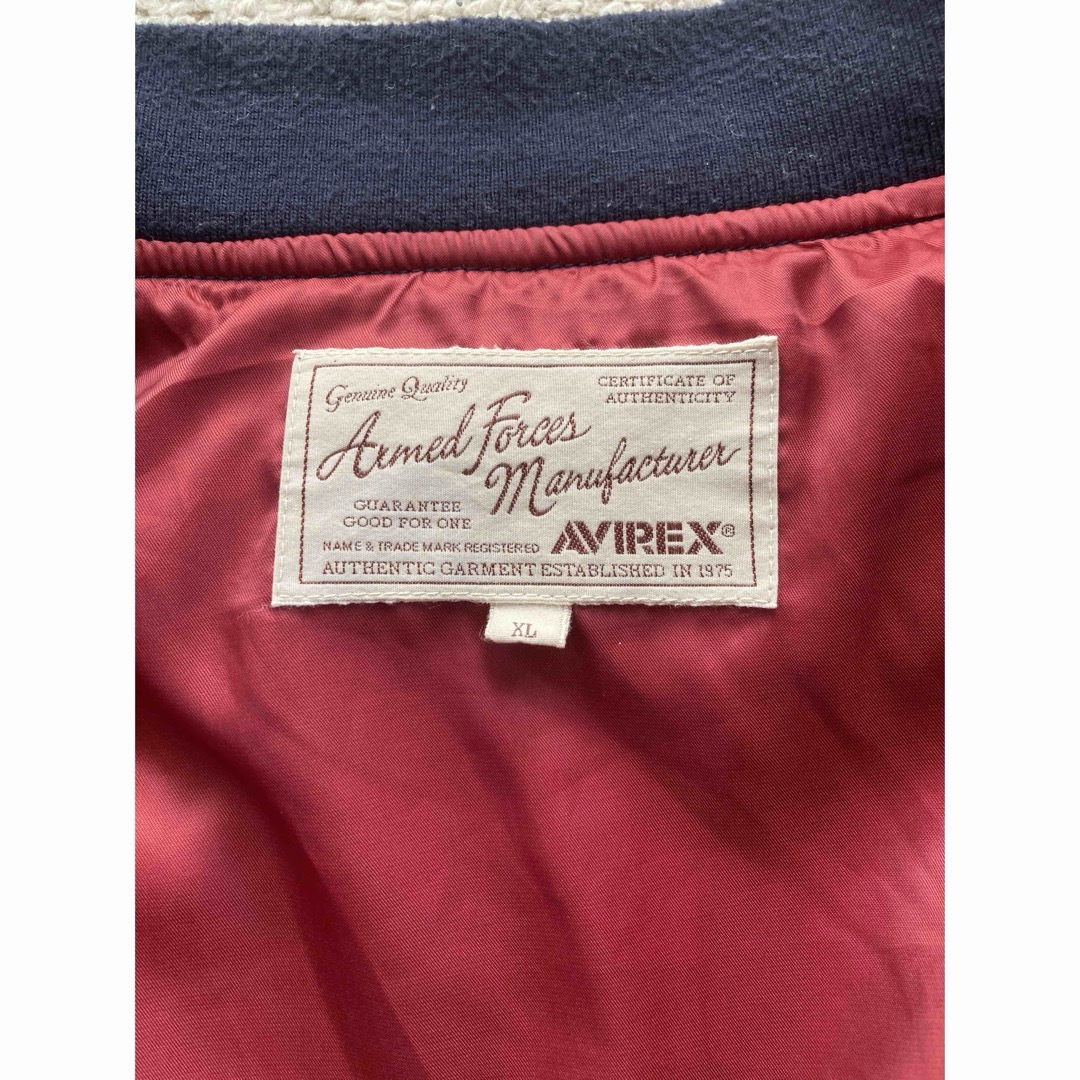 Genuine Quality
CERTIFICATE OF
AUTHENTICITY
Armed Forces
Manufacturer
GUARANTEE
GOOD FOR ONE
NAME & TRADE MARK REGISTERED
AVIREX®
AUTHENTIC GARMENT ESTABLISHED IN 1975
XL